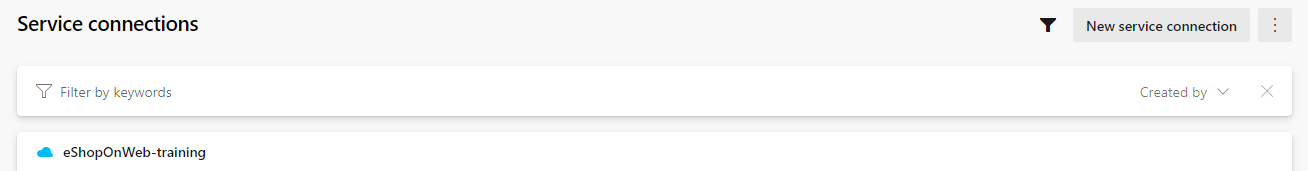 Service connections
New service connection
Filter by keywords
Created by
eShopOnWeb-training